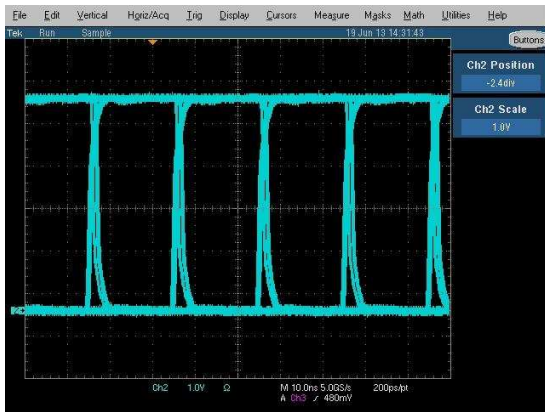 File Edit Vertical Horiz/Acq Trig Display Cursors Measure Masks Math Utilities Help
Tek Run Sample 19 Jun 13 14:31:43 Buttons
Ch2 Position
-2.4div
Ch2 Scale
1.0V
Ch2 1.0V Ω M 10.0ns 5.0GS/s 200ps/pt
A Ch3 ∕ 480mV